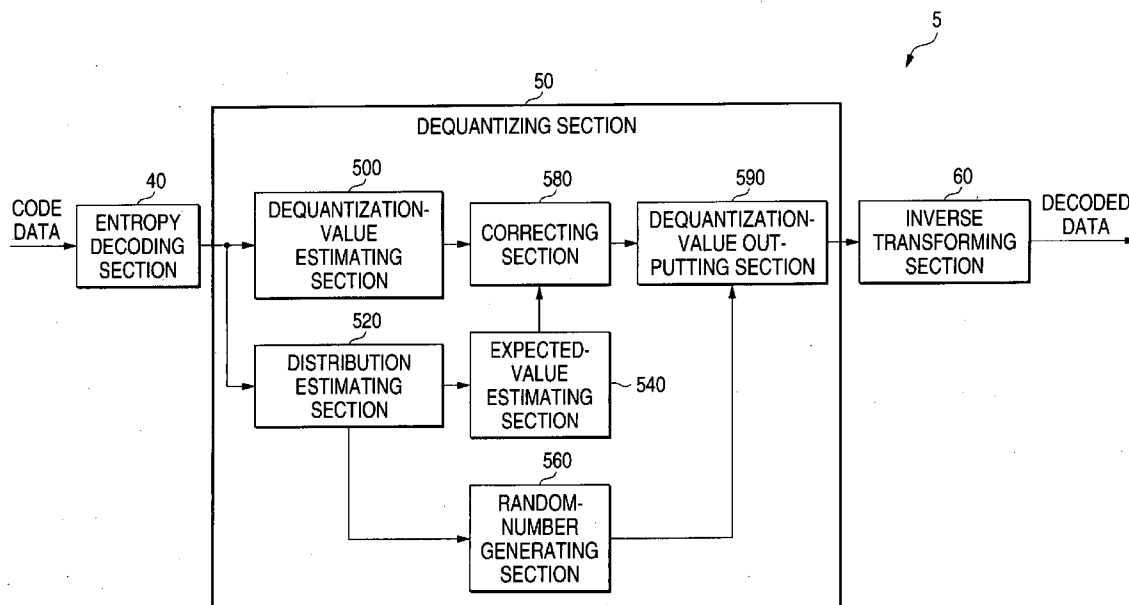 5
50
DEQUANTIZING SECTION
500
580
590
60
40
CODE
DATA
ENTROPY
DECODING
SECTION
DEQUANTIZATION-
VALUE
ESTIMATING
SECTION
CORRECTING
SECTION
DEQUANTIZATION-
VALUE OUT-
PUTTING SECTION
INVERSE
TRANSFORMING
SECTION
DECODED
DATA
520
DISTRIBUTION
ESTIMATING
SECTION
EXPECTED-
VALUE
ESTIMATING
SECTION
540
560
RANDOM-
NUMBER
GENERATING
SECTION